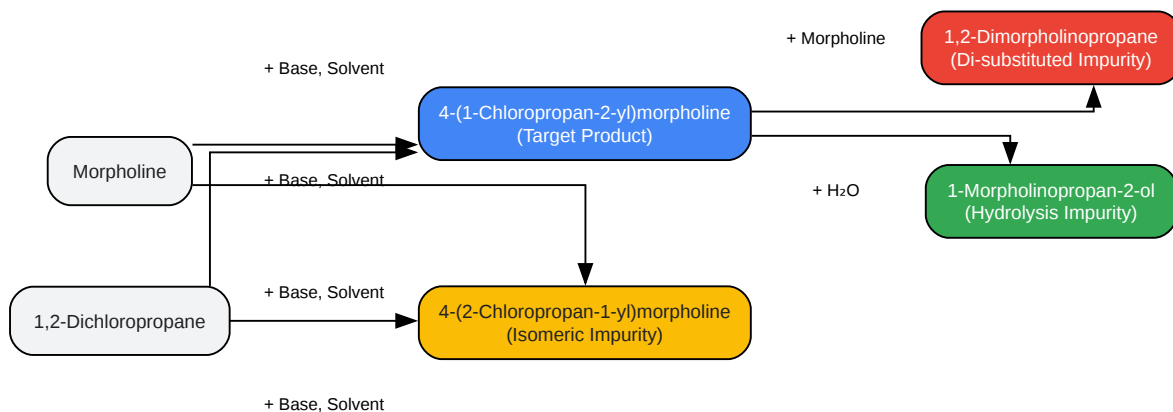 1,2-Dimorpholinopropane
(Di-substituted Impurity)
+ Morpholine
+ Base, Solvent
4-(1-Chloropropan-2-yl)morpholine
(Target Product)
Morpholine
+ Base, Solvent
+ H₂O
1-Morpholinopropan-2-ol
(Hydrolysis Impurity)
+ Base, Solvent
1,2-Dichloropropane
4-(2-Chloropropan-1-yl)morpholine
(Isomeric Impurity)
+ Base, Solvent